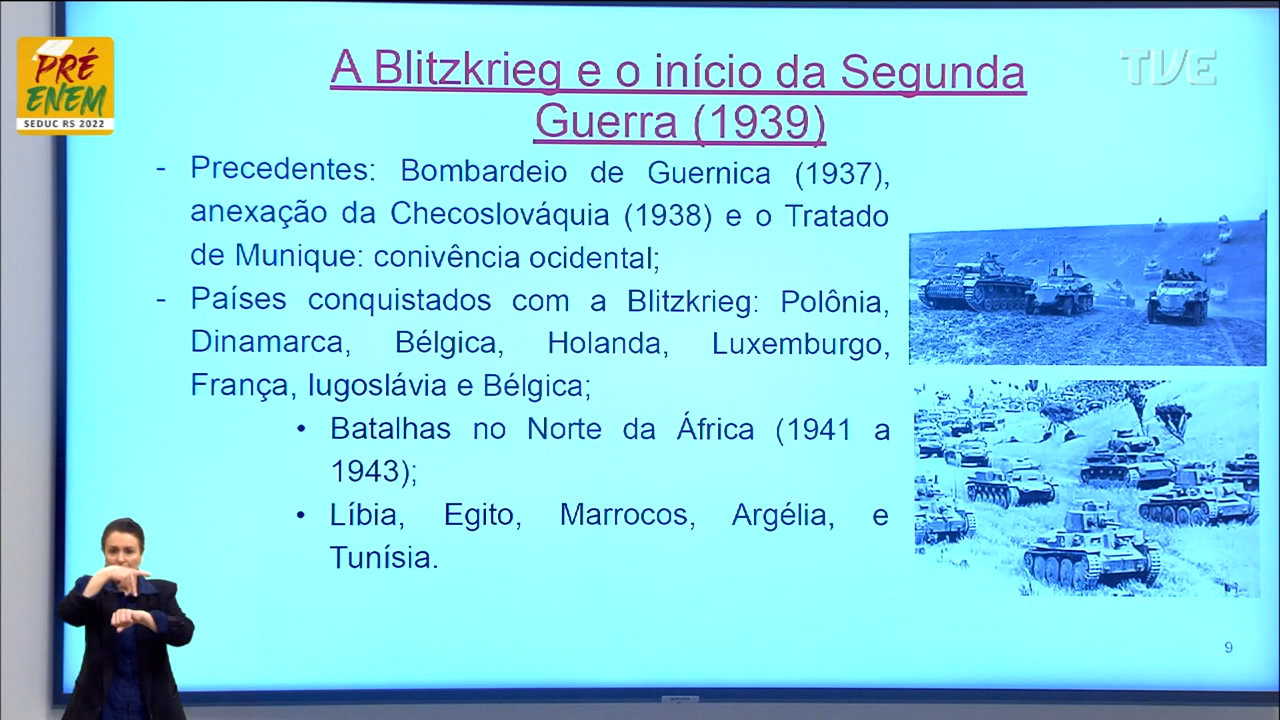 PRÉ
ENEM
SEDUC RS 2022
TVE
A Blitzkrieg e o início da Segunda
Guerra (1939)
- Precedentes: Bombardeio de Guernica (1937),
anexação da Checoslováquia (1938) e o Tratado
de Munique: conivência ocidental;
- Países conquistados com a Blitzkrieg: Polônia,
Dinamarca, Bélgica, Holanda, Luxemburgo,
França, Iugoslávia e Bélgica;
• Batalhas no Norte da África (1941 a
1943);
• Líbia, Egito, Marrocos, Argélia, e
Tunísia.
9